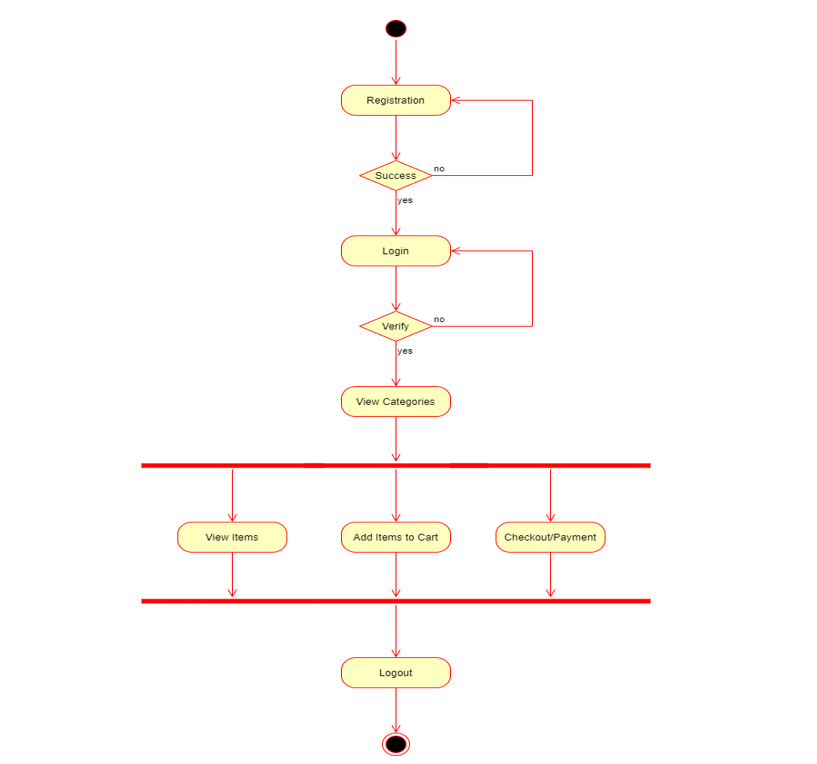 Registration
no
Success
yes
Login
no
Verify
yes
View Categories
View Items
Add Items to Cart
Checkout/Payment
Logout